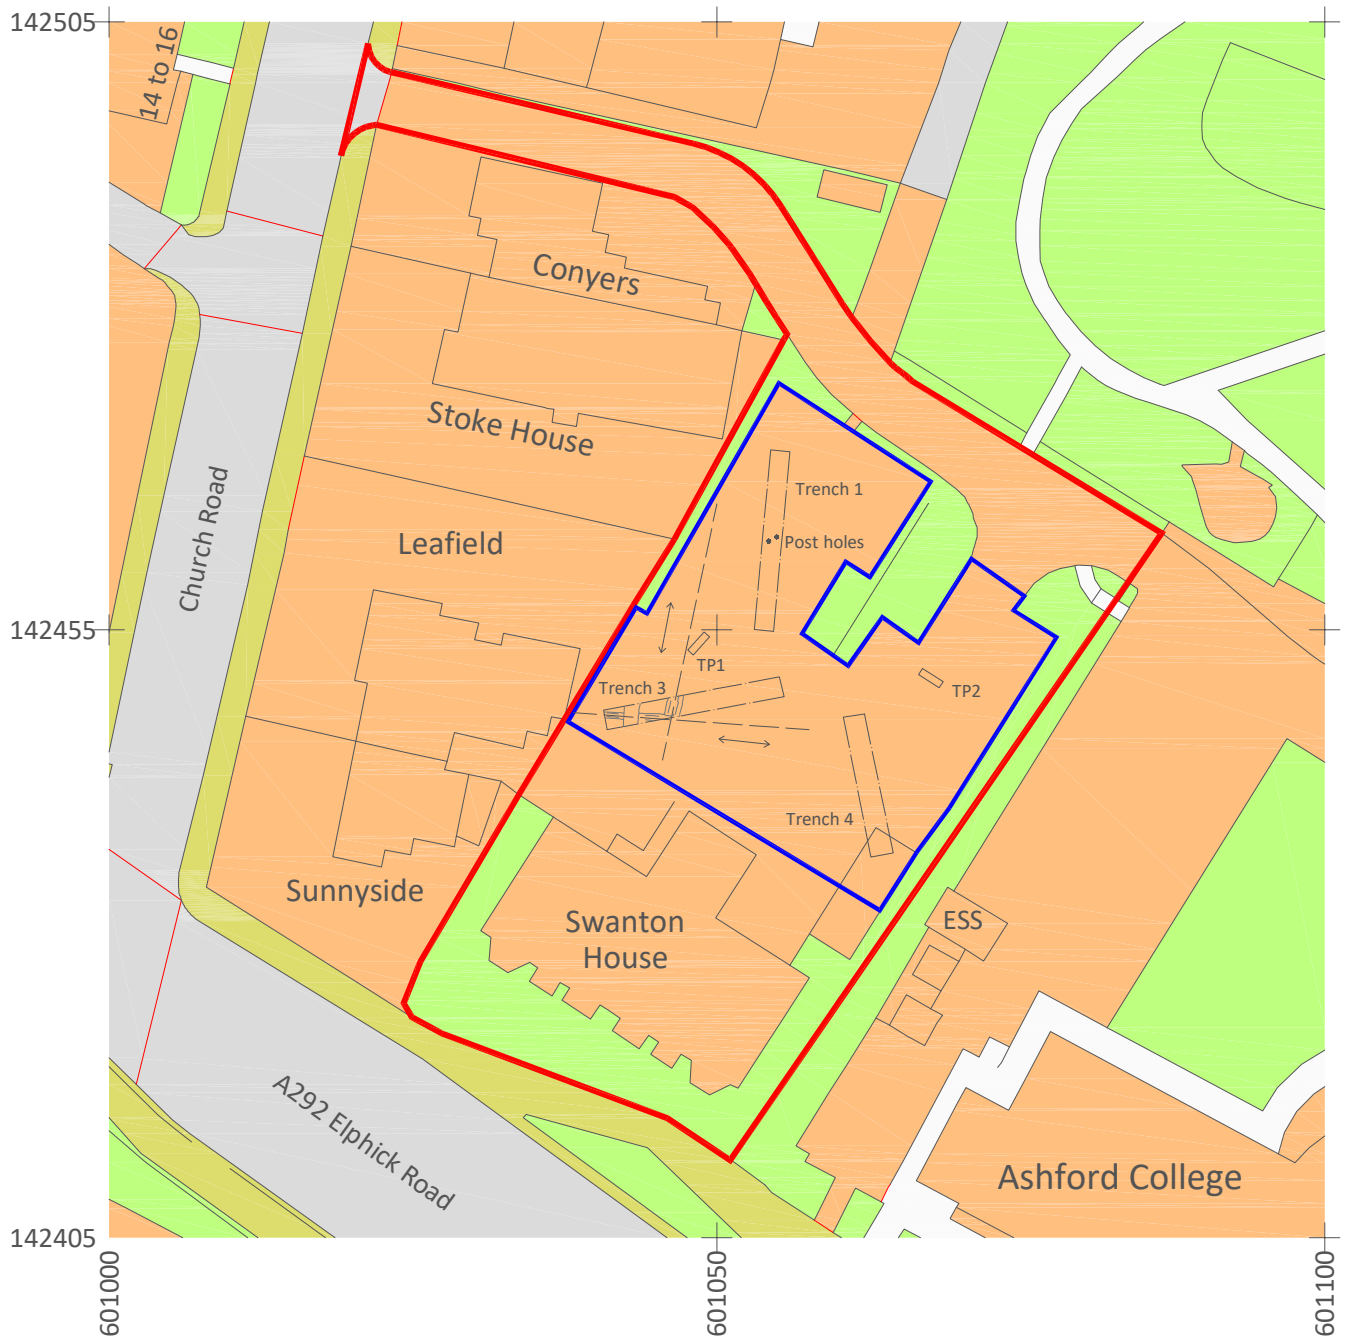 142505
14 to 16
Conyers
Stoke House
Church Road
Leafield
Trench 1
Post holes
142455
TP1
Trench 3
TP2
Trench 4
Sunnyside
Swanton
House
ESS
A292 Elphick Road
Ashford College
142405
601000
601050
601100